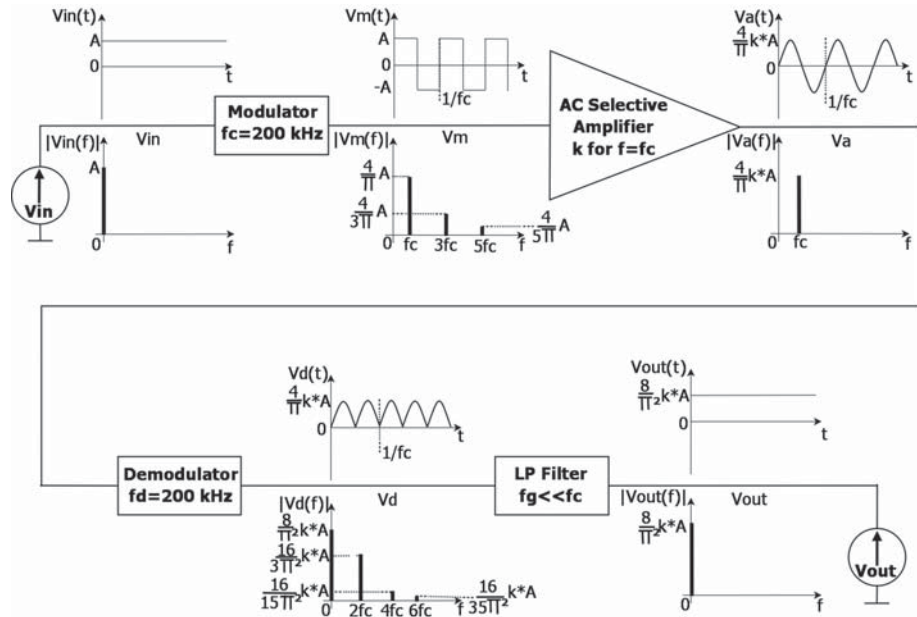 Vin(t)
A
0
t
Vm(t)
A
0
-A
t
1/fc
Va(t)
4/Π k*A
0
t
1/fc
Modulator
fc=200 kHz
AC Selective
Amplifier
k for f=fc
|Vin(f)|
Vin
A
0
f
Vin
|Vm(f)|
Vm
4/Π A
4/3Π A
0
fc
3fc
5fc
f
4/5Π A
|Va(f)|
Va
4/Π k*A
0
fc
f
Vd(t)
4/Π k*A
0
t
1/fc
Vout(t)
8/Π² k*A
0
t
Demodulator
fd=200 kHz
LP Filter
fg<<fc
|Vd(f)|
Vd
8/Π² k*A
16/3Π² k*A
16/15Π² k*A
0
2fc
4fc
6fc
f
16/35Π² k*A
|Vout(f)|
Vout
8/Π² k*A
0
f
Vout